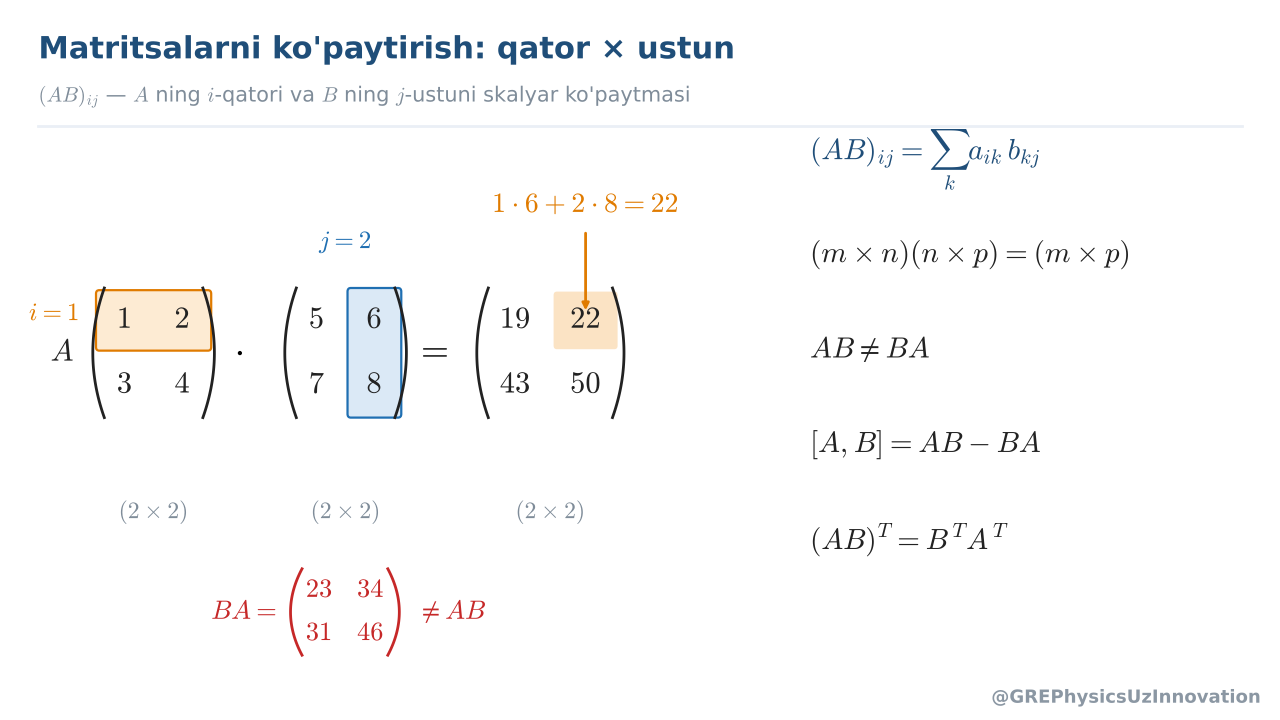 Matritsalarni ko'paytirish: qator × ustun
(AB)ᵢⱼ — A ning i-qatori va B ning j-ustuni skalyar ko'paytmasi
(AB)ᵢⱼ = ∑ₖ aᵢₖ bₖⱼ
1 · 6 + 2 · 8 = 22
j = 2
(m × n)(n × p) = (m × p)
i = 1
1 2 5 6 19 22
A · =
3 4 7 8 43 50
AB ≠ BA
[A, B] = AB − BA
(2 × 2) (2 × 2) (2 × 2)
(AB)ᵀ = BᵀAᵀ
23 34
BA = ≠ AB
31 46
@GREPhysicsUzInnovation